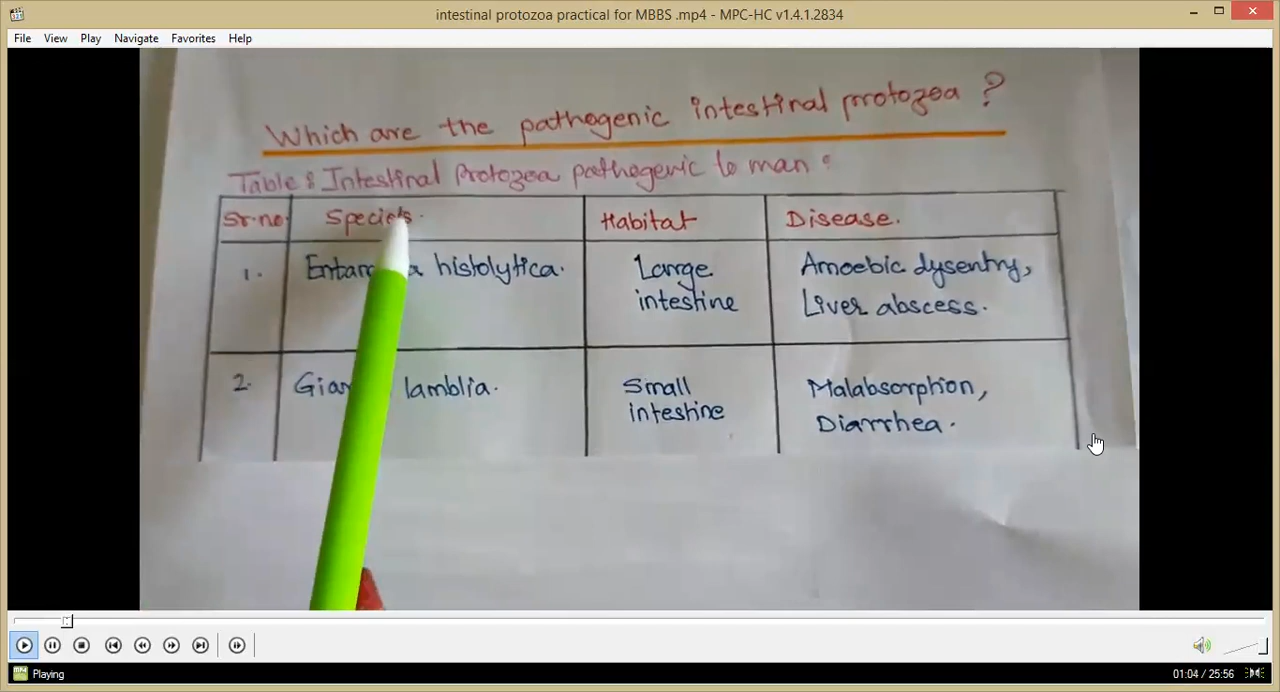 intestinal protozoa practical for MBBS .mp4 - MPC-HC v1.4.1.2834
File View Play Navigate Favorites Help
Which are the pathogenic intestinal protozoa ?
Table : Intestinal Protozoa pathogenic to man :
Sr.no. Habitat Disease.
1. histolytica. Large intestine Amoebic dysentry, Liver abscess.
2. lamblia. Small intestine Malabsorption, Diarrhea.
Playing 01:04 / 25:56